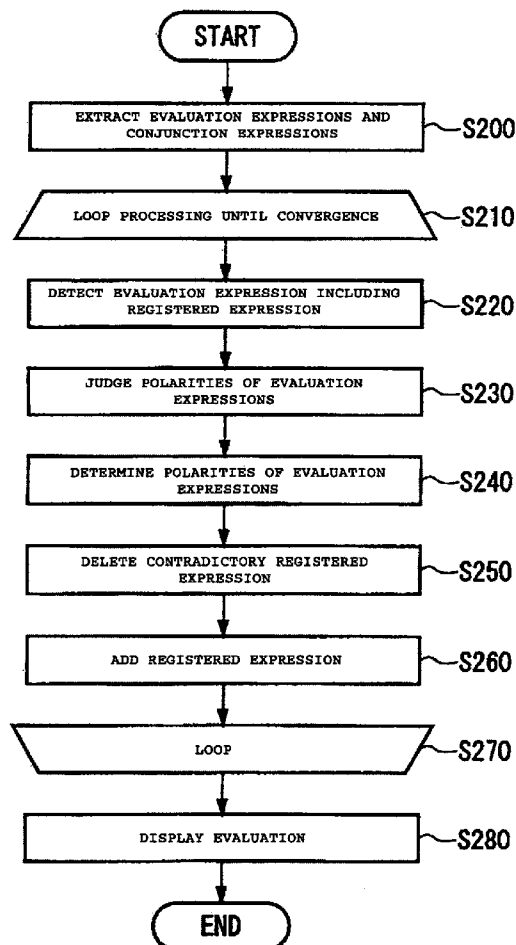 START
EXTRACT EVALUATION EXPRESSIONS AND
CONJUNCTION EXPRESSIONS
S200
LOOP PROCESSING UNTIL CONVERGENCE
S210
DETECT EVALUATION EXPRESSION INCLUDING
REGISTERED EXPRESSION
S220
JUDGE POLARITIES OF EVALUATION
EXPRESSIONS
S230
DETERMINE POLARITIES OF EVALUATION
EXPRESSIONS
S240
DELETE CONTRADICTORY REGISTERED
EXPRESSION
S250
ADD REGISTERED EXPRESSION
S260
LOOP
S270
DISPLAY EVALUATION
S280
END